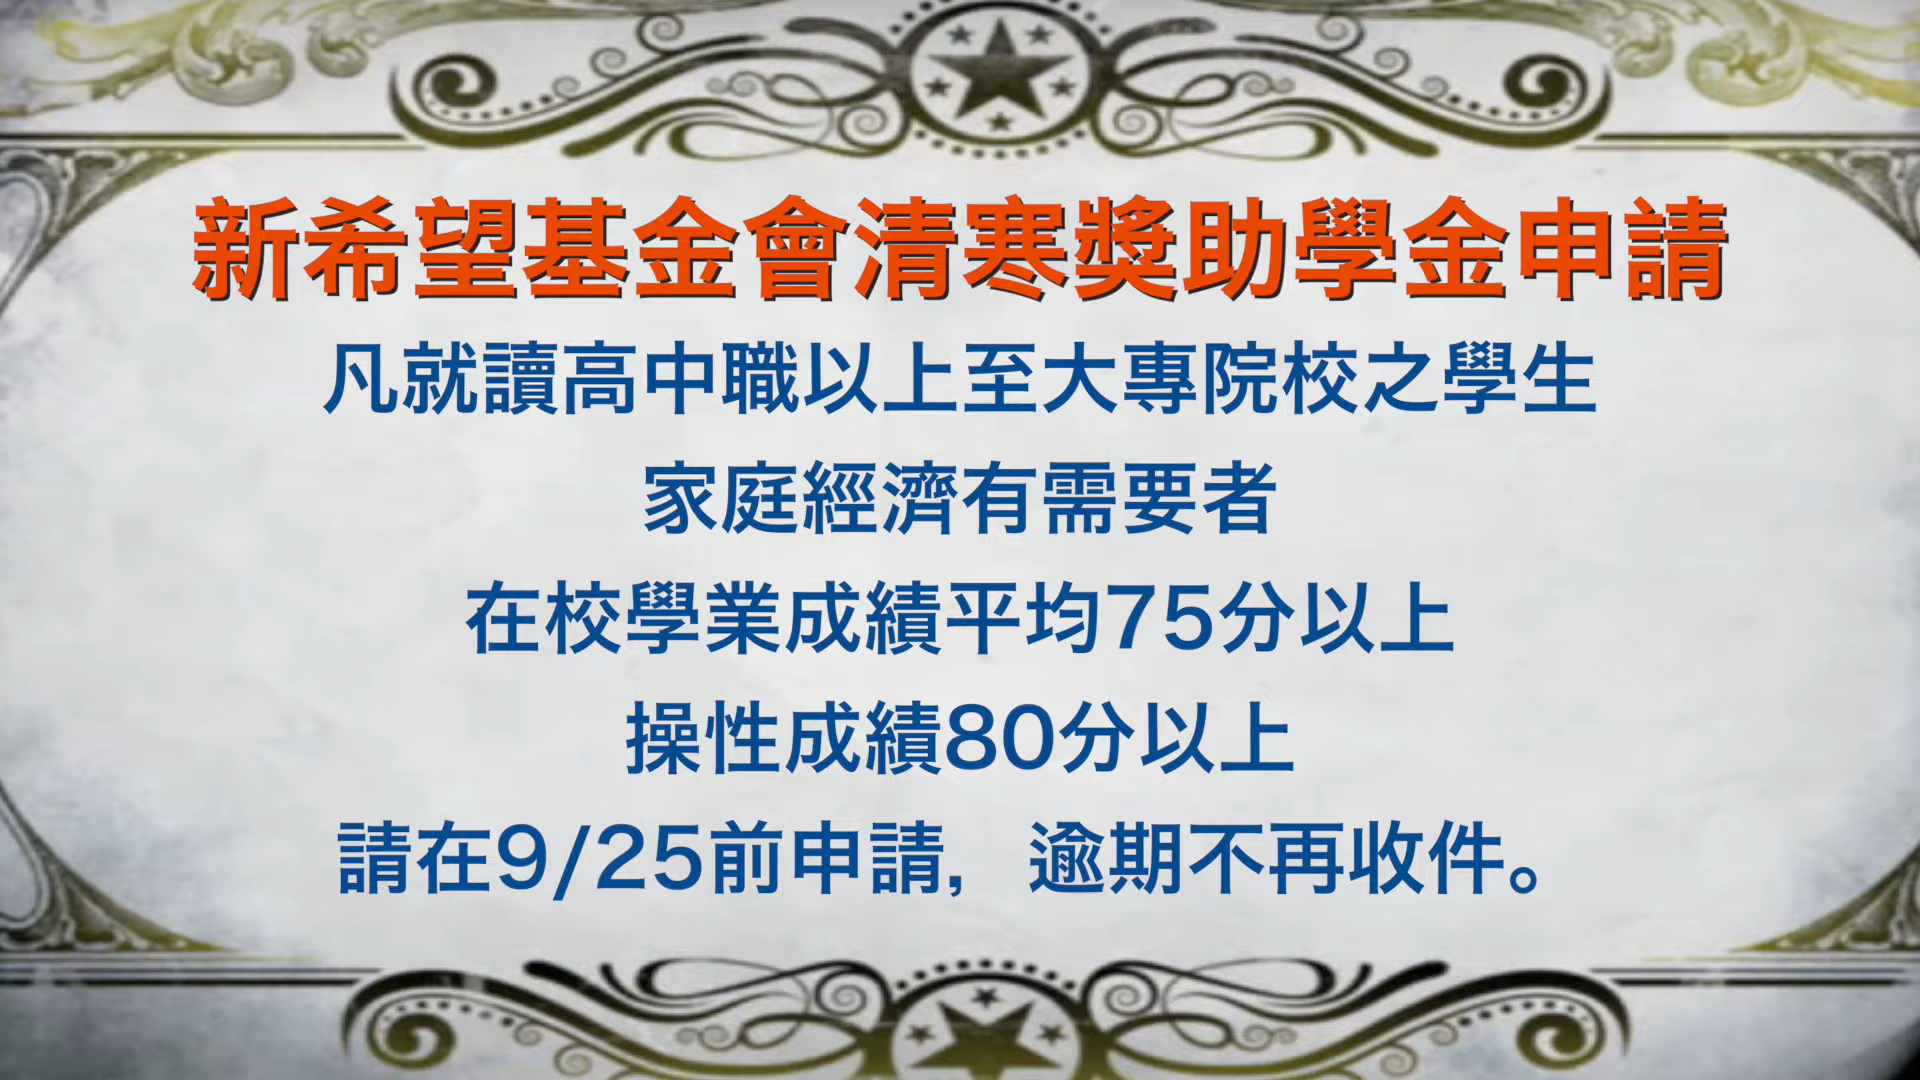 新希望基金會清寒獎助學金申請
凡就讀高中職以上至大專院校之學生
家庭經濟有需要者
在校學業成績平均75分以上
操性成績80分以上
請在9/25前申請，逾期不再收件。